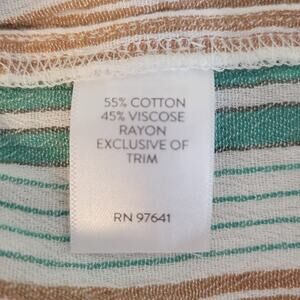 55% COTTON
45% VISCOSE
RAYON
EXCLUSIVE OF
TRIM
RN 97641